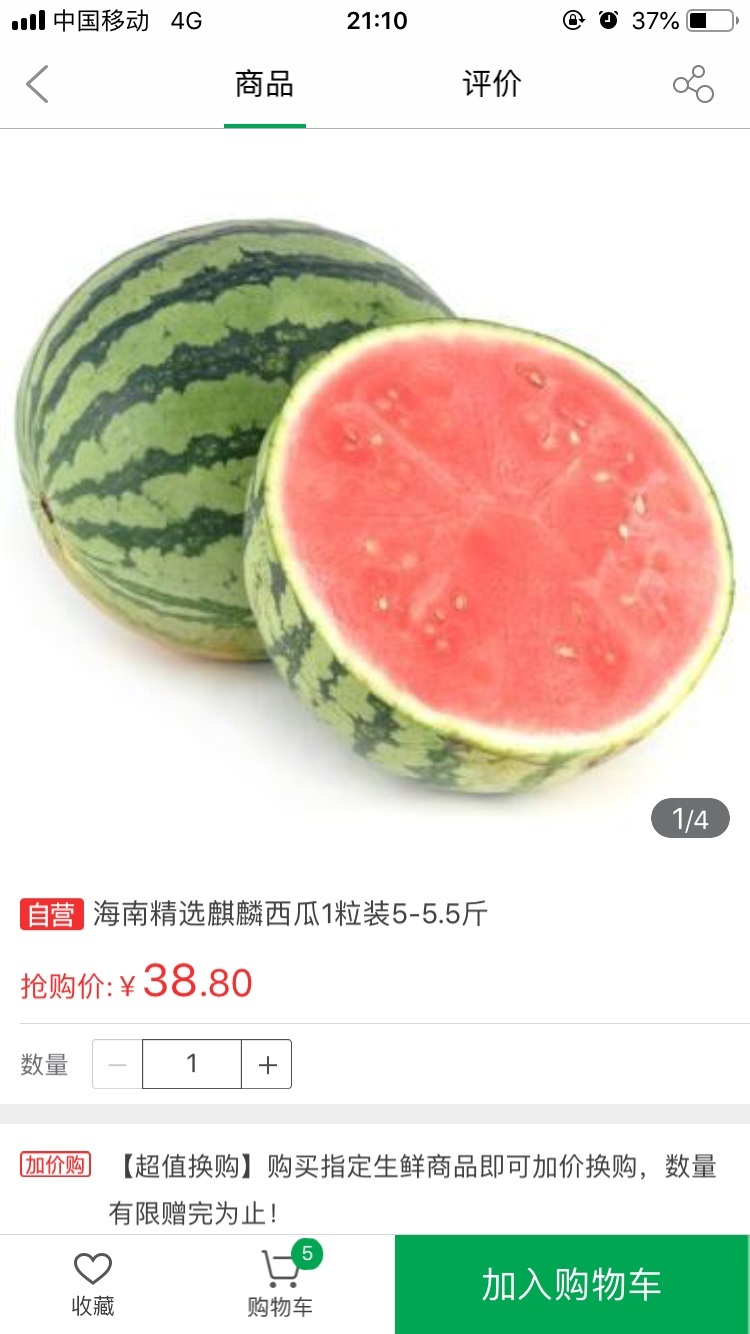 中国移动 4G 21:10 37%
商品 评价
1/4
自营 海南精选麒麟西瓜1粒装5-5.5斤
抢购价:￥38.80
数量 － 1 ＋
加价购 【超值换购】购买指定生鲜商品即可加价换购，数量
有限赠完为止！
5
收藏 购物车 加入购物车